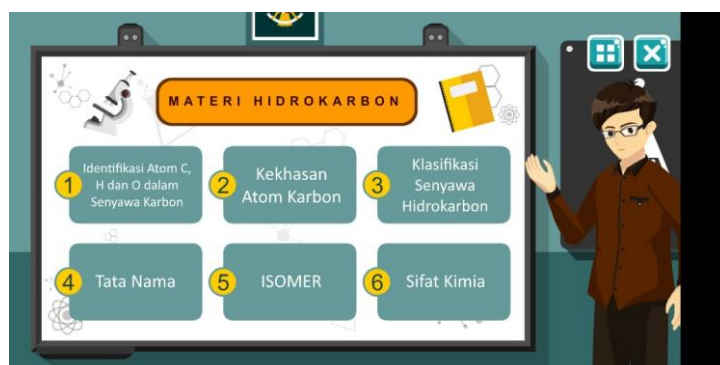 MATERI HIDROKARBON
1
Identifikasi Atom C,
H dan O dalam
Senyawa Karbon
2
Kekhasan
Atom Karbon
3
Klasifikasi
Senyawa
Hidrokarbon
4
Tata Nama
5
ISOMER
6
Sifat Kimia